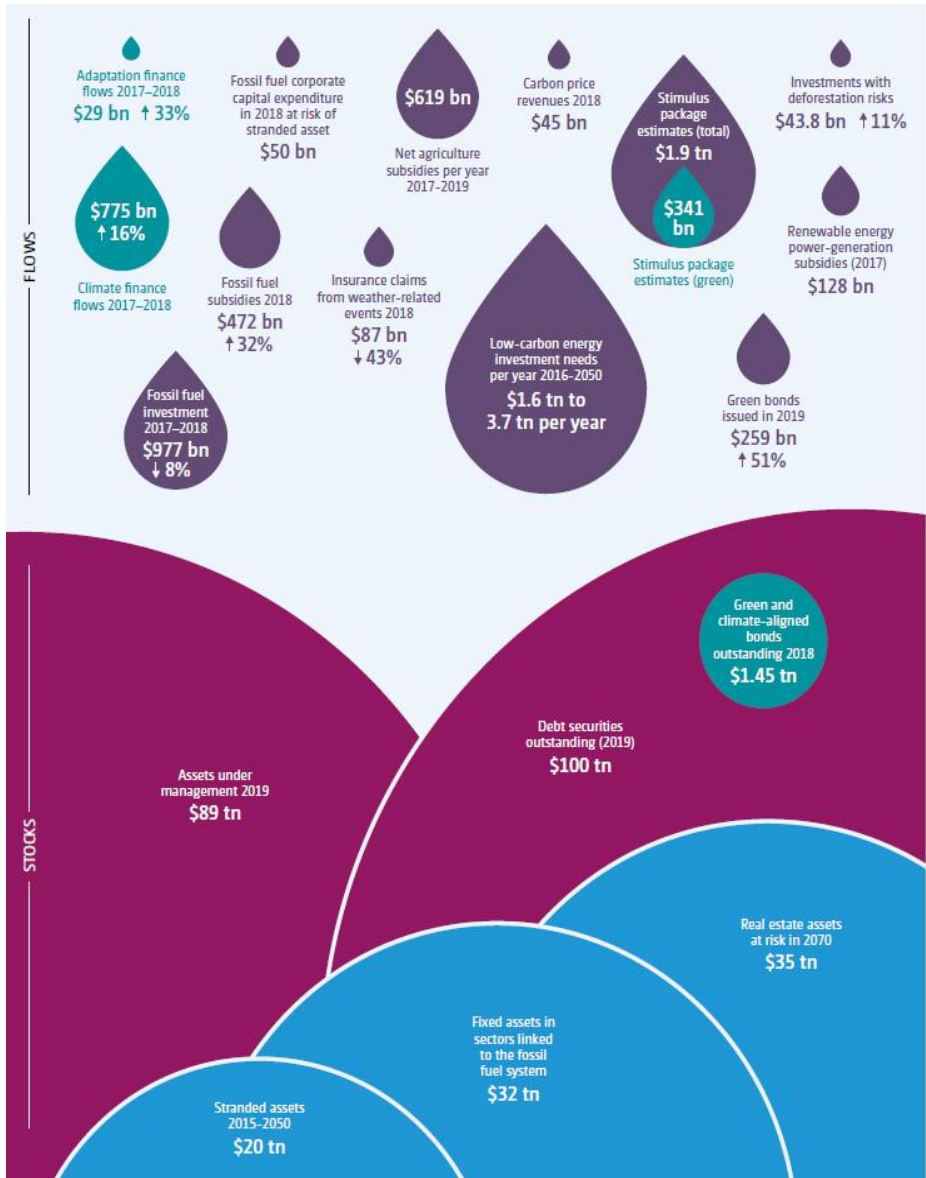 FLOWS
Adaptation finance
flows 2017–2018
$29 bn ↑33%
Fossil fuel corporate
capital expenditure
in 2018 at risk of
stranded asset
$50 bn
$619 bn
Net agriculture
subsidies per year
2017-2019
Carbon price
revenues 2018
$45 bn
Stimulus
package
estimates (total)
$1.9 tn
$341
bn
Stimulus package
estimates (green)
Investments with
deforestation risks
$43.8 bn ↑11%
$775 bn
↑16%
Climate finance
flows 2017–2018
Fossil fuel
subsidies 2018
$472 bn
↑32%
Insurance claims
from weather-related
events 2018
$87 bn
↓43%
Renewable energy
power-generation
subsidies (2017)
$128 bn
Fossil fuel
investment
2017–2018
$977 bn
↓8%
Low-carbon energy
investment needs
per year 2016-2050
$1.6 tn to
3.7 tn per year
Green bonds
issued in 2019
$259 bn
↑51%
STOCKS
Green and
climate-aligned
bonds
outstanding 2018
$1.45 tn
Debt securities
outstanding (2019)
$100 tn
Assets under
management 2019
$89 tn
Real estate assets
at risk in 2070
$35 tn
Fixed assets in
sectors linked
to the fossil
fuel system
$32 tn
Stranded assets
2015-2050
$20 tn